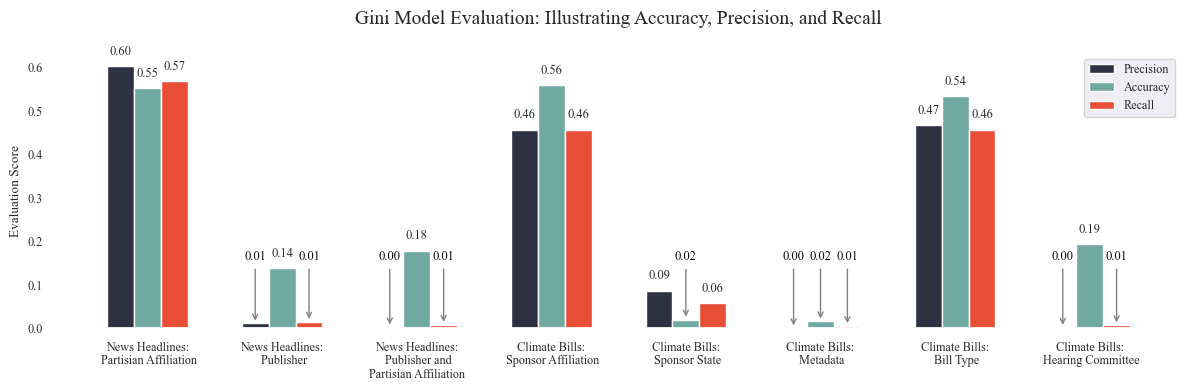 Gini Model Evaluation: Illustrating Accuracy, Precision, and Recall
Evaluation Score
0.6
0.5
0.4
0.3
0.2
0.1
0.0
Precision
Accuracy
Recall
0.60
0.55
0.57
0.01
0.14
0.01
0.00
0.18
0.01
0.46
0.56
0.46
0.09
0.02
0.06
0.00
0.02
0.01
0.47
0.54
0.46
0.00
0.19
0.01
News Headlines:
Partisian Affiliation
News Headlines:
Publisher
News Headlines:
Publisher and
Partisian Affiliation
Climate Bills:
Sponsor Affiliation
Climate Bills:
Sponsor State
Climate Bills:
Metadata
Climate Bills:
Bill Type
Climate Bills:
Hearing Committee